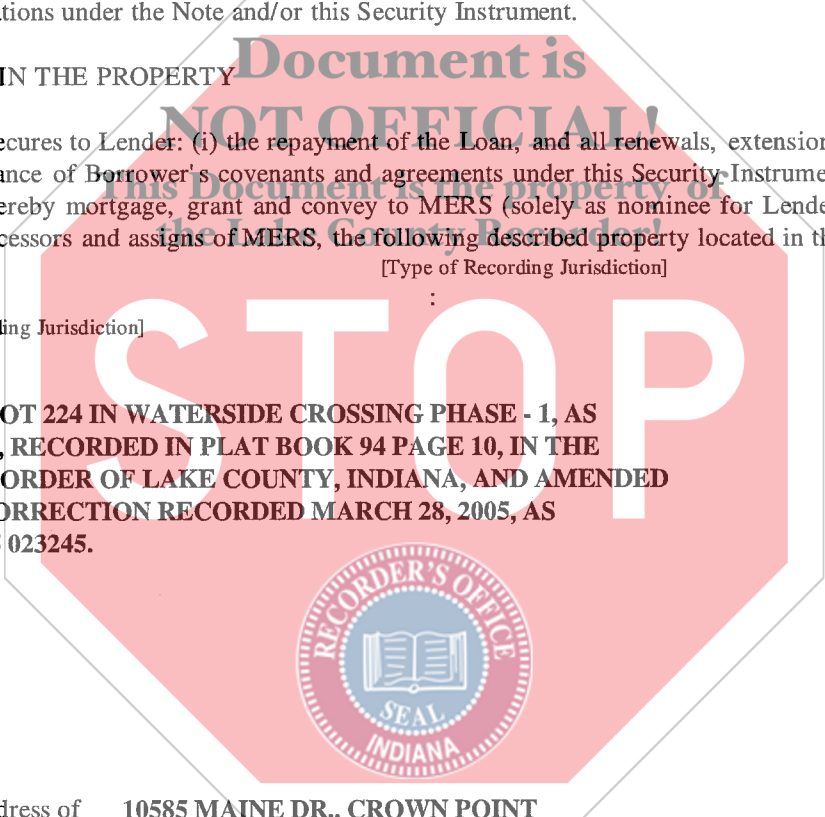 tions under the Note and/or this Security Instrument.
Document is
IN THE PROPERTY
NOT OFFICIAL!
ecures to Lender: (i) the repayment of the Loan, and all renewals, extension
ance of Borrower's covenants and agreements under this Security Instrume
This Document is the property of
ereby mortgage, grant and convey to MERS (solely as nominee for Lende
the Lake County Recorder!
cessors and assigns of MERS, the following described property located in th
[Type of Recording Jurisdiction]
:
ling Jurisdiction]
STOP
OT 224 IN WATERSIDE CROSSING PHASE - 1, AS
, RECORDED IN PLAT BOOK 94 PAGE 10, IN THE
ORDER OF LAKE COUNTY, INDIANA, AND AMENDED
ORRECTION RECORDED MARCH 28, 2005, AS
023245.
RECORDER'S OFFICE
SEAL
INDIANA
dress of 10585 MAINE DR., CROWN POINT